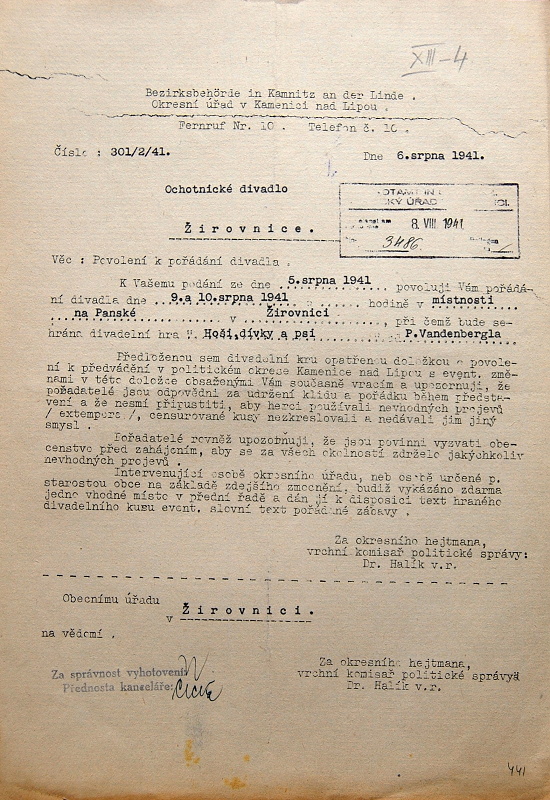 XIII-4
Bezirksbehörde in Kamnitz an der Linde .
Okresní úřad v Kamenici nad Lipou .
Fernruf Nr. 10 . Telefon č. 10 .
Číslo : 301/2/41.
Dne 6.srpna 1941.
Ochotnické divadlo
Žirovnice.
8. VIII. 1941
3486.
Věc : Povolení k pořádání divadla .
K Vašemu podání ze dne 5.srpna 1941 povoluji Vám pořádá-
ní divadla dne 9.a 10.srpna 1941 hodině v místnosti
na Panské v Žirovnici , při čemž bude se-
hrána divadelní hra " Hoši,dívky a psi P.Vandenbergla
Předloženou sem divadelní hru opatřenou doložkou o povole-
ní k předvádění v politickém okrese Kamenice nad Lipou s event. změ-
nami v této doložce obsaženými Vám současně vracím a upozorňuji, že
pořadatelé jsou odpovědni za udržení klidu a pořádku během předsta-
vení a že nesmí připustiti, aby herci používali nevhodných projevů
/ extempore /, censurované kusy nezkreslovali a nedávali jim jiný
smysl .
Pořadatelé rovněž upozorňuji, že jsou povinni vyzvati obe-
censtvo před zahájením, aby se za všech okolností zdrželo jakýchkoliv
nevhodných projevů .
Intervenující osobě okresního úřadu, neb osobě určené p.
starostou obce na základě zdejšího zmocnění, budiž vykázáno zdarma
jedno vhodné místo v přední řadě a dán jí k disposici text hraného
divadelního kusu event. slovní text pořádané zábavy .
Za okresního hejtmana,
vrchní komisař politické správy:
Dr. Halík v.r.
Obecnímu úřadu
v Žirovnici.
na vědomí .
Za správnost vyhotovení
Přednosta kanceláře:
Za okresního hejtmana,
vrchní komisař politické správy:
Dr. Halík v.r.
441